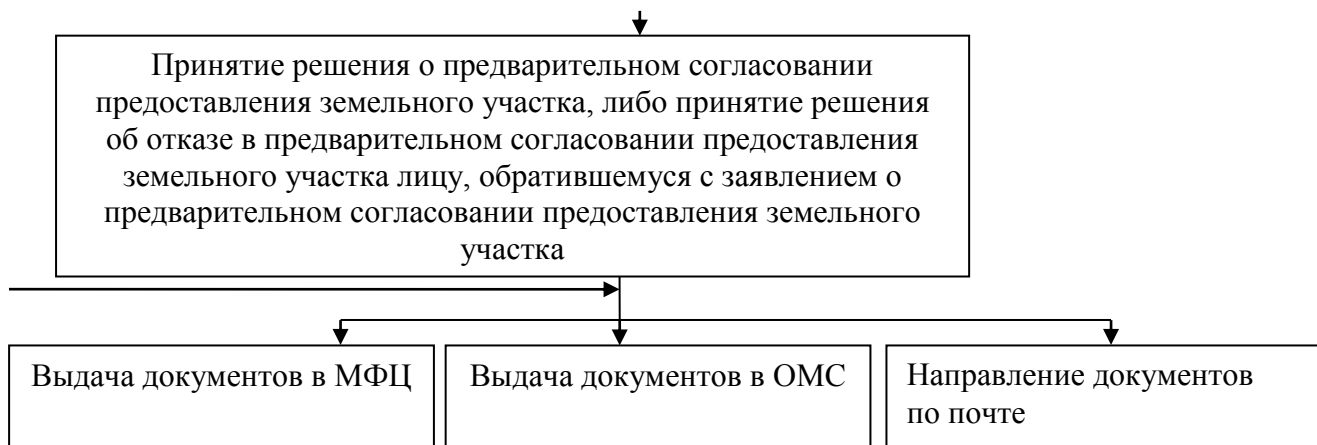 Принятие решения о предварительном согласовании
предоставления земельного участка, либо принятие решения
об отказе в предварительном согласовании предоставления
земельного участка лицу, обратившемуся с заявлением о
предварительном согласовании предоставления земельного
участка
Выдача документов в МФЦ
Выдача документов в ОМС
Направление документов
по почте